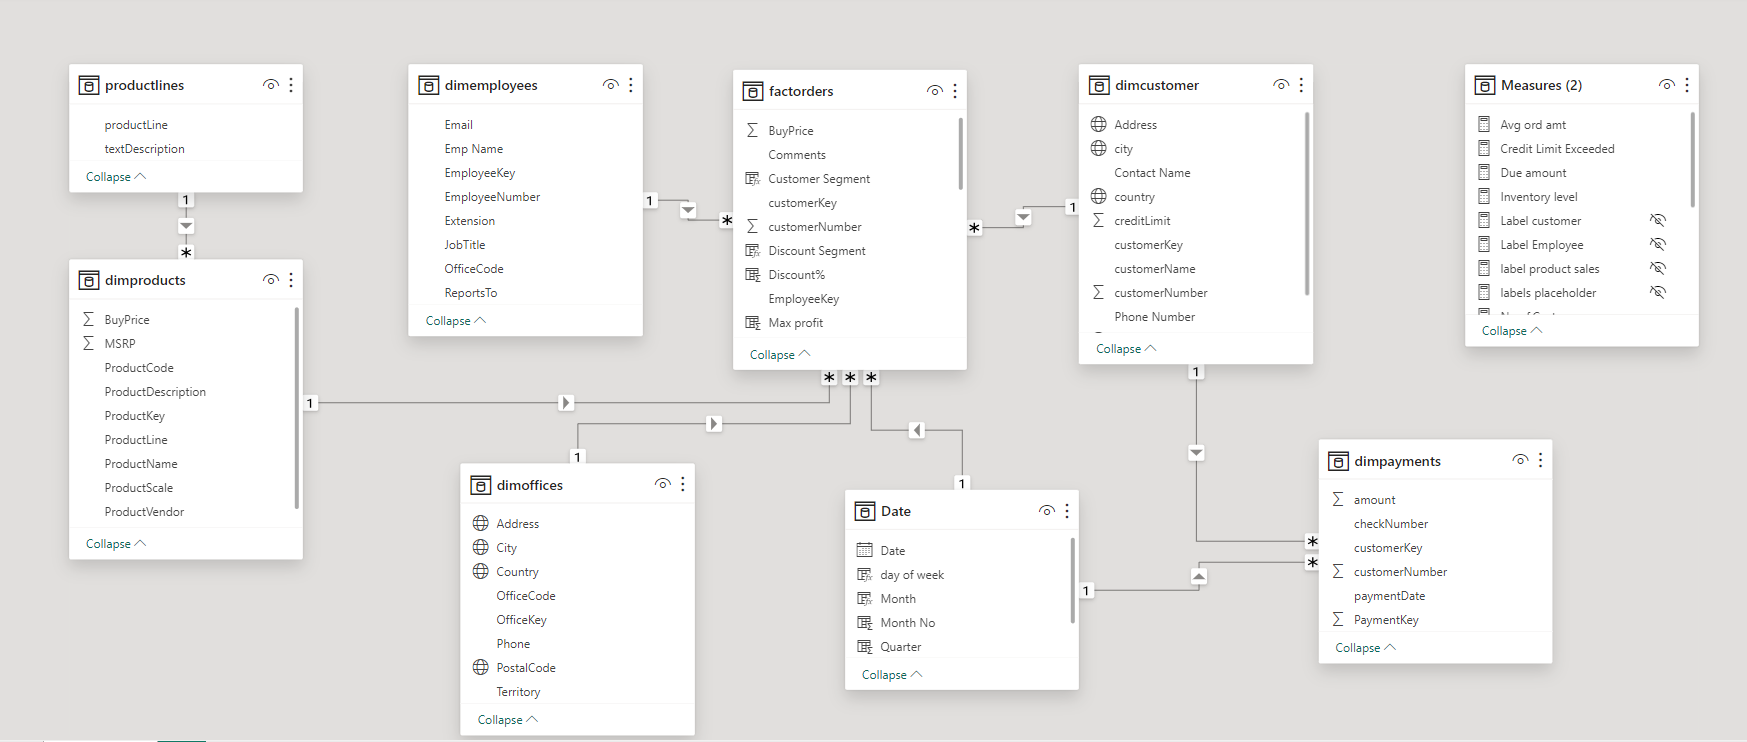 productlines
productLine
textDescription
Collapse
1
*
dimproducts
BuyPrice
MSRP
ProductCode
ProductDescription
ProductKey
ProductLine
ProductName
ProductScale
ProductVendor
Collapse
1
dimemployees
Email
Emp Name
EmployeeKey
EmployeeNumber
Extension
JobTitle
OfficeCode
ReportsTo
Collapse
1
*
factorders
BuyPrice
Comments
Customer Segment
customerKey
customerNumber
Discount Segment
Discount%
EmployeeKey
Max profit
Collapse
* * *
*
1
dimcustomer
Address
city
Contact Name
country
creditLimit
customerKey
customerName
customerNumber
Phone Number
Collapse
1
Measures (2)
Avg ord amt
Credit Limit Exceeded
Due amount
Inventory level
Label customer
Label Employee
label product sales
labels placeholder
Collapse
1
dimoffices
Address
City
Country
OfficeCode
OfficeKey
Phone
PostalCode
Territory
Collapse
1
Date
Date
day of week
Month
Month No
Quarter
Collapse
1
*
*
dimpayments
amount
checkNumber
customerKey
customerNumber
paymentDate
PaymentKey
Collapse